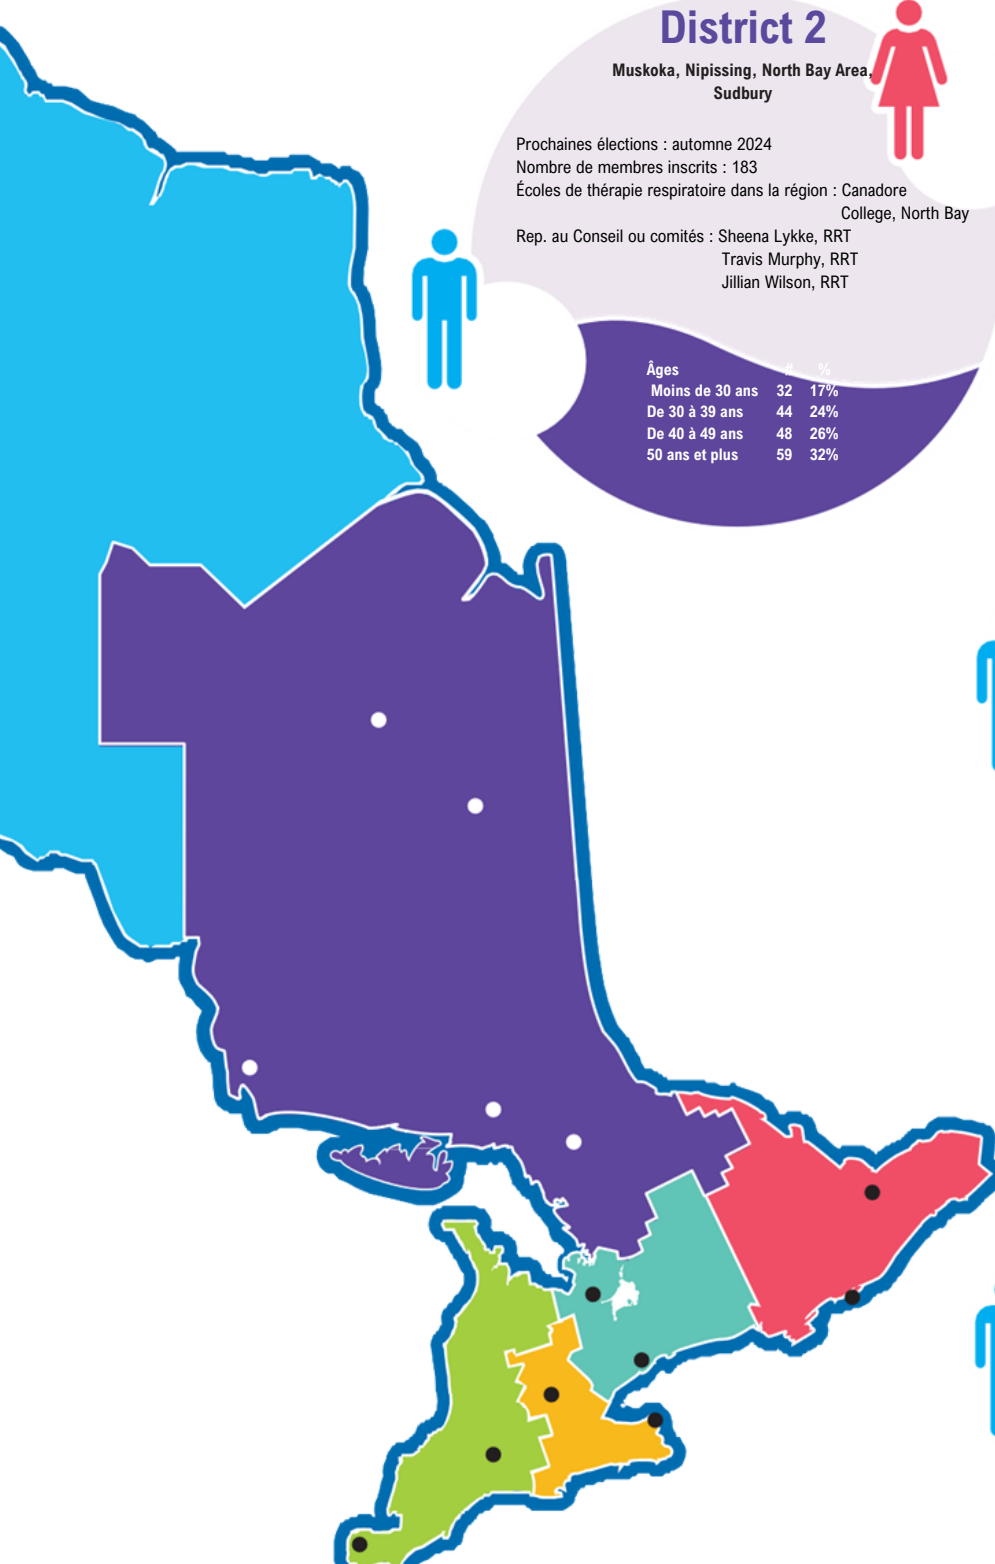 District 2
Muskoka, Nipissing, North Bay Area,
Sudbury
Prochaines élections : automne 2024
Nombre de membres inscrits : 183
Écoles de thérapie respiratoire dans la région : Canadore
College, North Bay
Rep. au Conseil ou comités : Sheena Lykke, RRT
Travis Murphy, RRT
Jillian Wilson, RRT
Âges # %
Moins de 30 ans 32 17%
De 30 à 39 ans 44 24%
De 40 à 49 ans 48 26%
50 ans et plus 59 32%